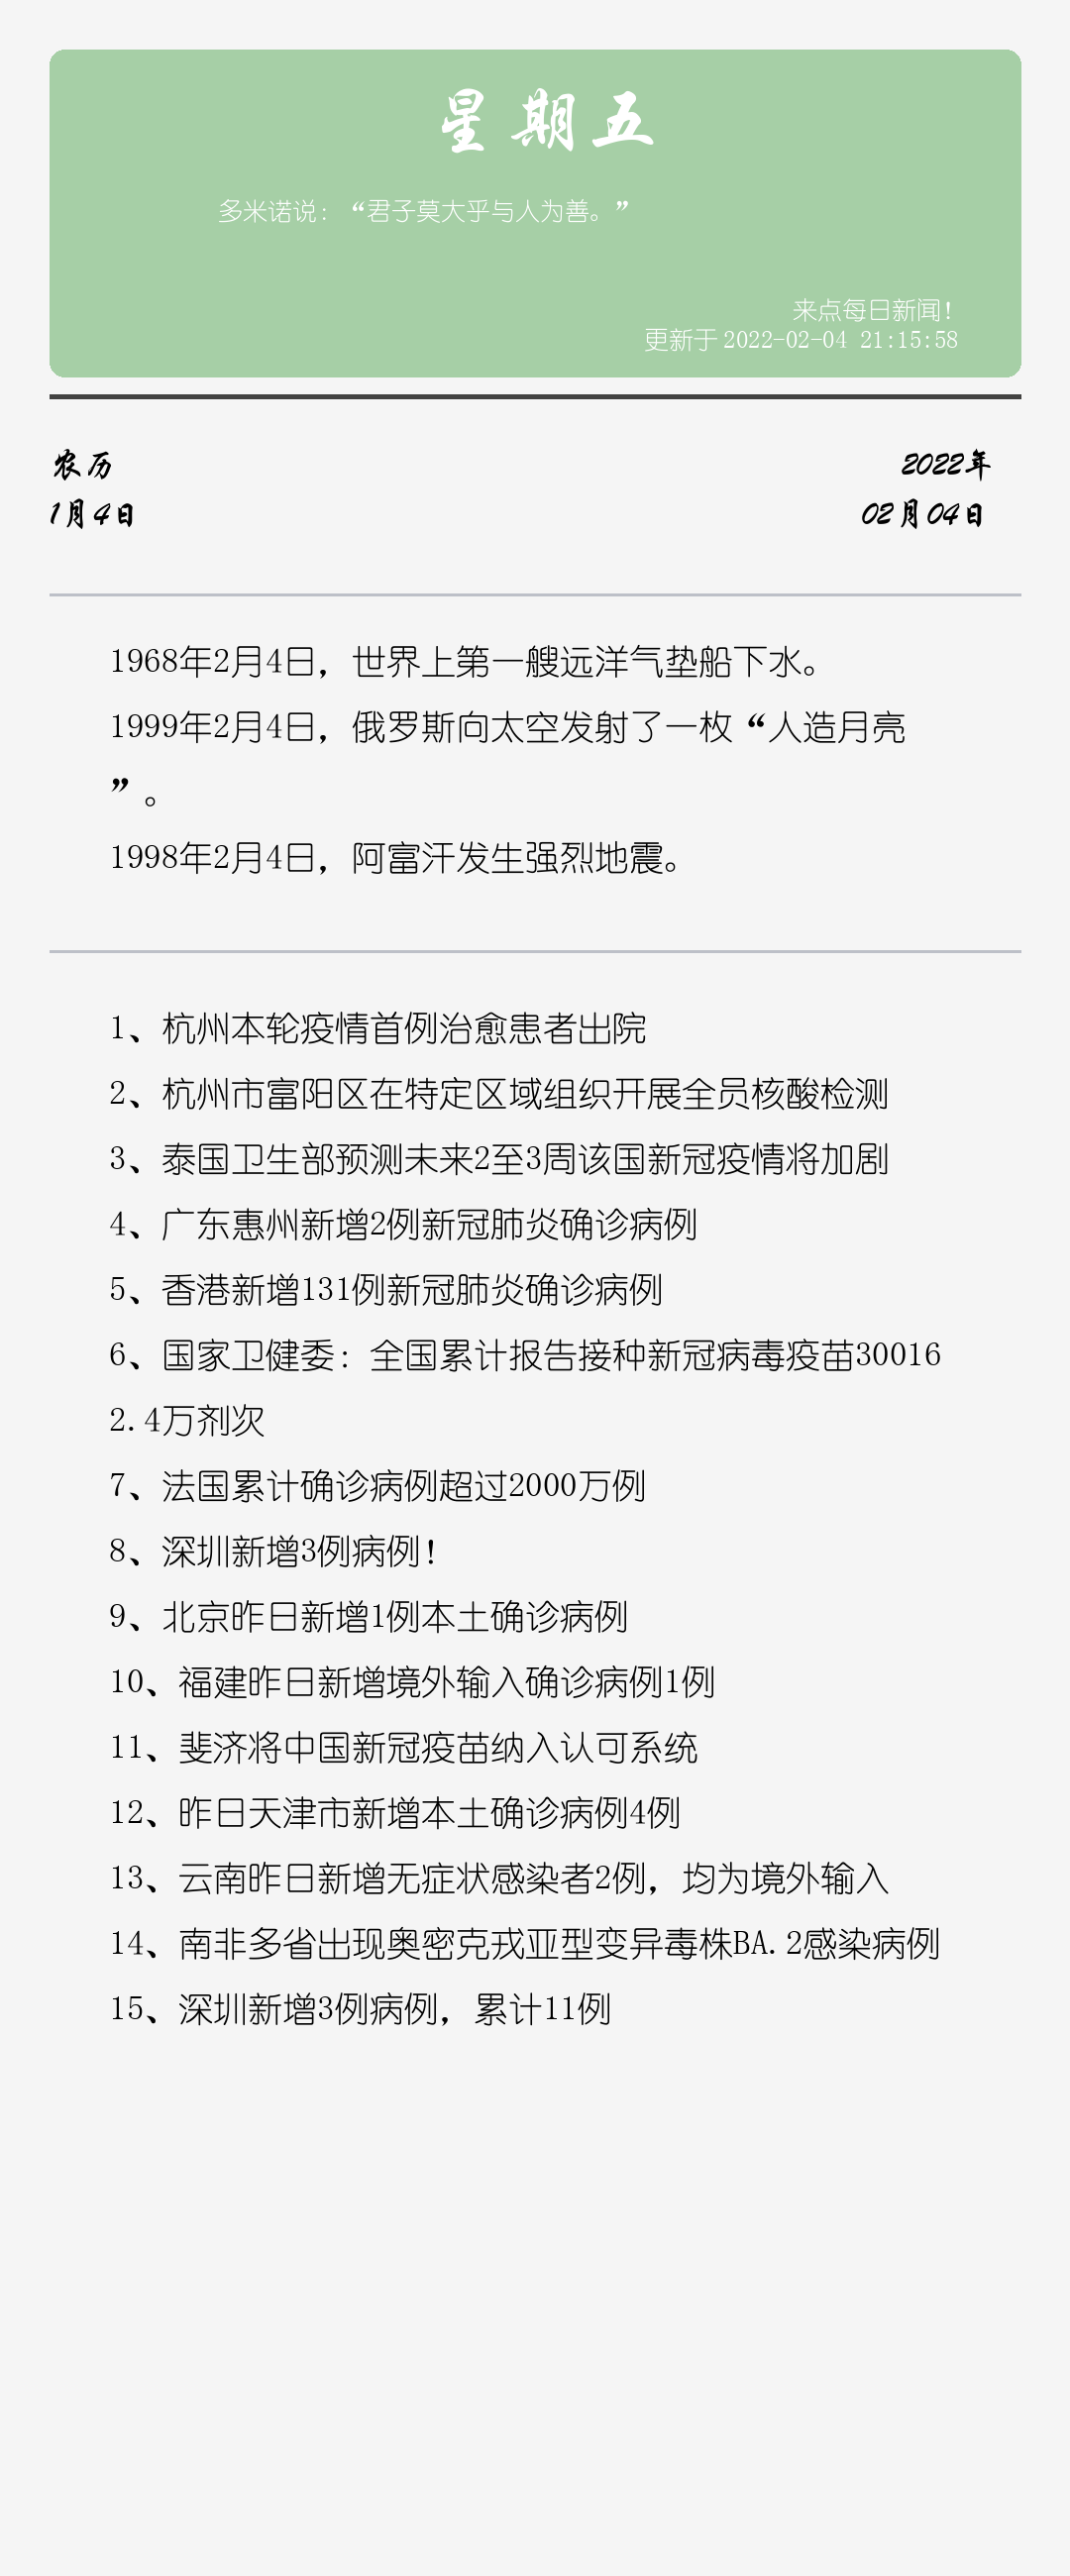 星期五
多米诺说：“君子莫大乎与人为善。”
来点每日新闻！
更新于 2022-02-04 21:15:58
农历
2022年
1月4日
02月04日
1968年2月4日，世界上第一艘远洋气垫船下水。
1999年2月4日，俄罗斯向太空发射了一枚“人造月亮
”。
1998年2月4日，阿富汗发生强烈地震。
1、杭州本轮疫情首例治愈患者出院
2、杭州市富阳区在特定区域组织开展全员核酸检测
3、泰国卫生部预测未来2至3周该国新冠疫情将加剧
4、广东惠州新增2例新冠肺炎确诊病例
5、香港新增131例新冠肺炎确诊病例
6、国家卫健委：全国累计报告接种新冠病毒疫苗30016
2.4万剂次
7、法国累计确诊病例超过2000万例
8、深圳新增3例病例！
9、北京昨日新增1例本土确诊病例
10、福建昨日新增境外输入确诊病例1例
11、斐济将中国新冠疫苗纳入认可系统
12、昨日天津市新增本土确诊病例4例
13、云南昨日新增无症状感染者2例，均为境外输入
14、南非多省出现奥密克戎亚型变异毒株BA.2感染病例
15、深圳新增3例病例，累计11例